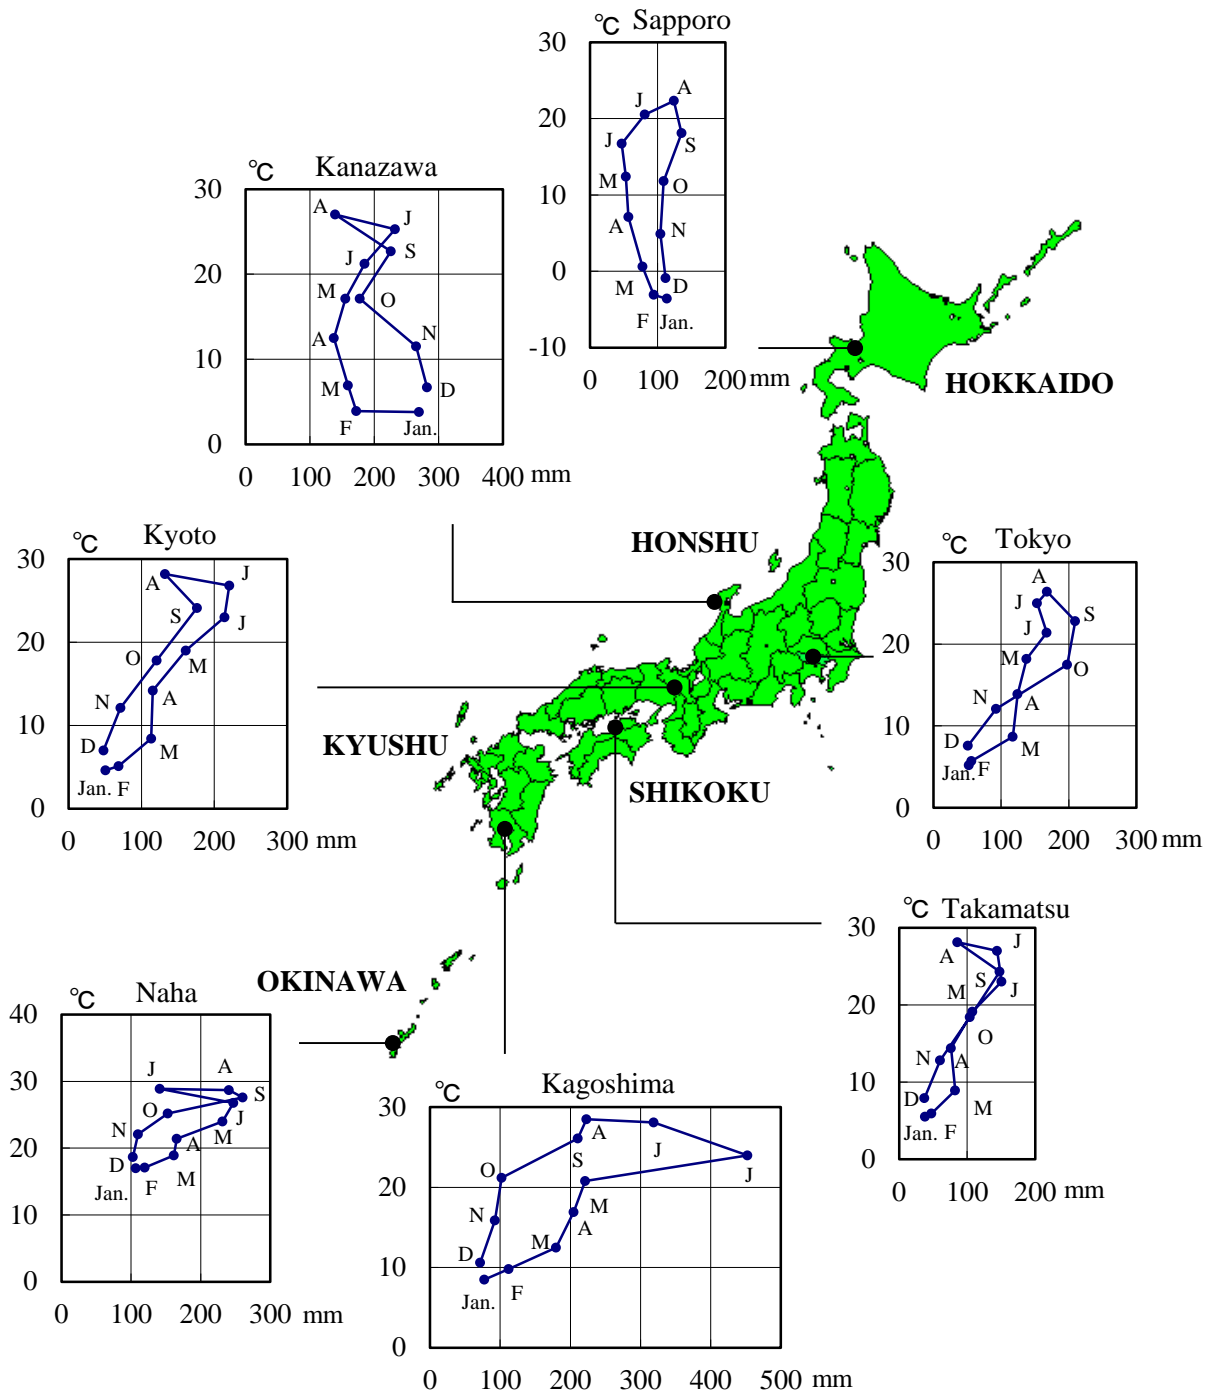 °C Sapporo
30
20
10
0
-10
A
J
S
J
M
O
A
N
M
D
F
Jan.
0 100 200 mm
°C Kanazawa
30
20
10
0
A
J
S
J
M
O
A
N
M
D
F
Jan.
0 100 200 300 400 mm
HOKKAIDO
HONSHU
°C Kyoto
30
20
10
0
A
J
S
J
O
M
N
A
D
M
Jan. F
0 100 200 300 mm
°C Tokyo
30
20
10
0
A
J
S
J
M
O
N
A
D
M
Jan. F
0 100 200 300 mm
KYUSHU
SHIKOKU
°C Takamatsu
30
20
10
0
J
A
S
M
J
O
N
A
D
M
Jan. F
0 100 200 mm
OKINAWA
°C Naha
40
30
20
10
0
J
A
S
O
J
N
M
A
D
F
M
Jan.
0 100 200 300 mm
°C Kagoshima
30
20
10
0
A
J
S
O
J
M
N
A
M
D
F
Jan.
0 100 200 300 400 500 mm